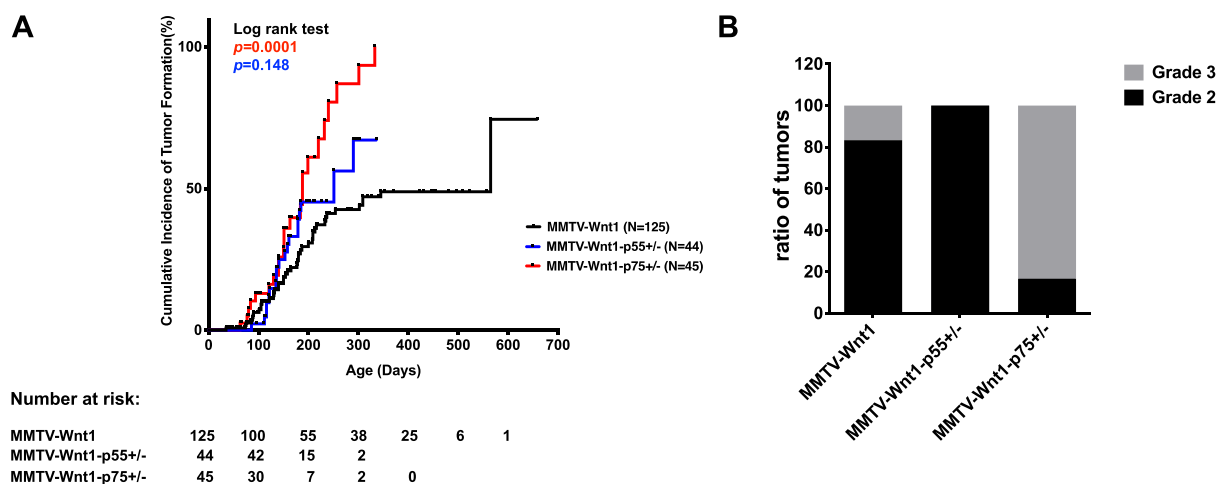 A
Log rank test
p=0.0001
p=0.148
Cumulative Incidence of Tumor Formation(%)
100
50
0
0 100 200 300 400 500 600 700
Age (Days)
MMTV-Wnt1 (N=125)
MMTV-Wnt1-p55+/- (N=44)
MMTV-Wnt1-p75+/- (N=45)
Number at risk:
MMTV-Wnt1 125 100 55 38 25 6 1
MMTV-Wnt1-p55+/- 44 42 15 2
MMTV-Wnt1-p75+/- 45 30 7 2 0
B
ratio of tumors
120
100
80
60
40
20
0
MMTV-Wnt1
MMTV-Wnt1-p55+/-
MMTV-Wnt1-p75+/-
Grade 3
Grade 2